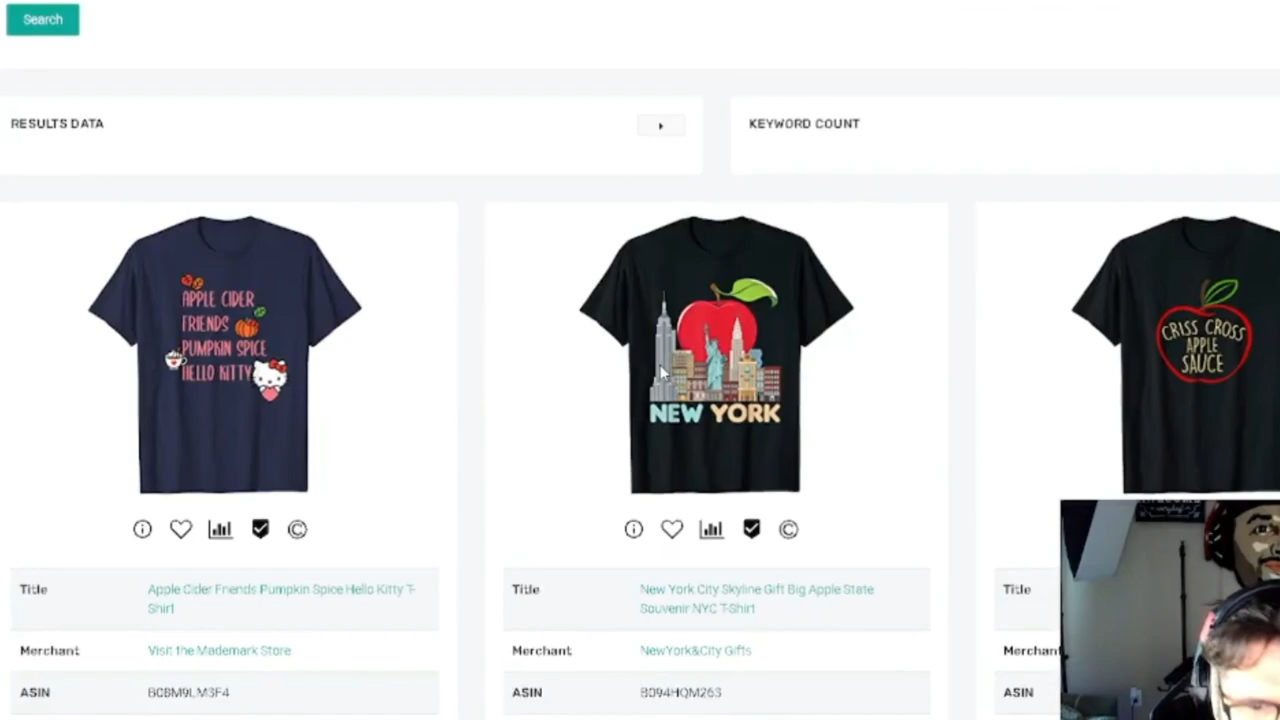 Search
RESULTS DATA
KEYWORD COUNT
APPLE CIDER
FRIENDS
PUMPKIN SPICE
HELLO KITTY
NEW YORK
CRISS CROSS
APPLE
SAUCE
Title
Apple Cider Friends Pumpkin Spice Hello Kitty T-
Shirt
Merchant
Visit the Mademark Store
ASIN
B08M9LM3F4
Title
New York City Skyline Gift Big Apple State
Souvenir NYC T-Shirt
Merchant
NewYork&City Gifts
ASIN
B094HQM263
Title
Merchant
ASIN